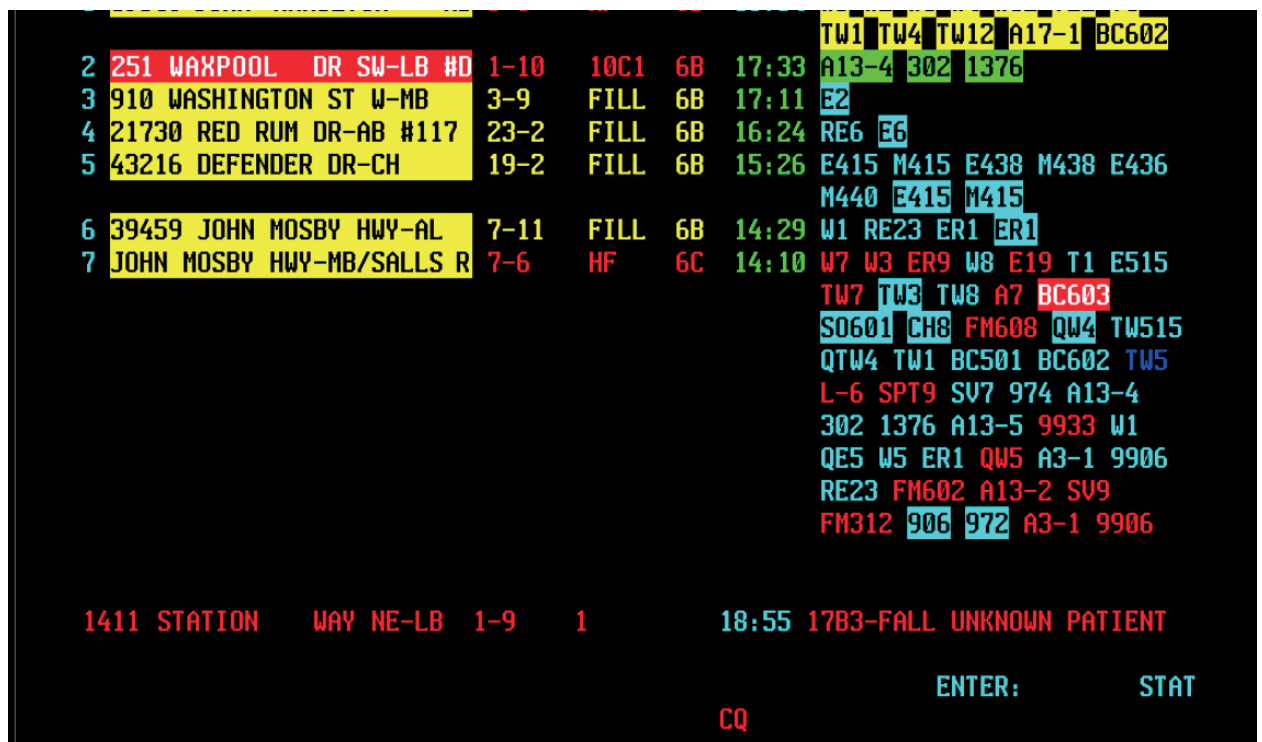 TW1 TW4 TW12 A17-1 BC602
2 251 WAXPOOL DR SW-LB #D 1-10 10C1 6B 17:33 A13-4 302 1376
3 910 WASHINGTON ST W-MB 3-9 FILL 6B 17:11 E2
4 21730 RED RUM DR-AB #117 23-2 FILL 6B 16:24 RE6 E6
5 43216 DEFENDER DR-CH 19-2 FILL 6B 15:26 E415 M415 E438 M438 E436
M440 E415 M415
6 39459 JOHN MOSBY HWY-AL 7-11 FILL 6B 14:29 W1 RE23 ER1 ER1
7 JOHN MOSBY HWY-MB/SALLS R 7-6 HF 6C 14:10 W7 W3 ER9 W8 E19 T1 E515
TW7 TW3 TW8 A7 BC603
SO601 CH8 FM608 QW4 TW515
QTW4 TW1 BC501 BC602 TW5
L-6 SPT9 SV7 974 A13-4
302 1376 A13-5 9933 W1
QE5 W5 ER1 QW5 A3-1 9906
RE23 FM602 A13-2 SV9
FM312 906 972 A3-1 9906
1411 STATION WAY NE-LB 1-9 1 18:55 17B3-FALL UNKNOWN PATIENT
ENTER: STAT
CQ